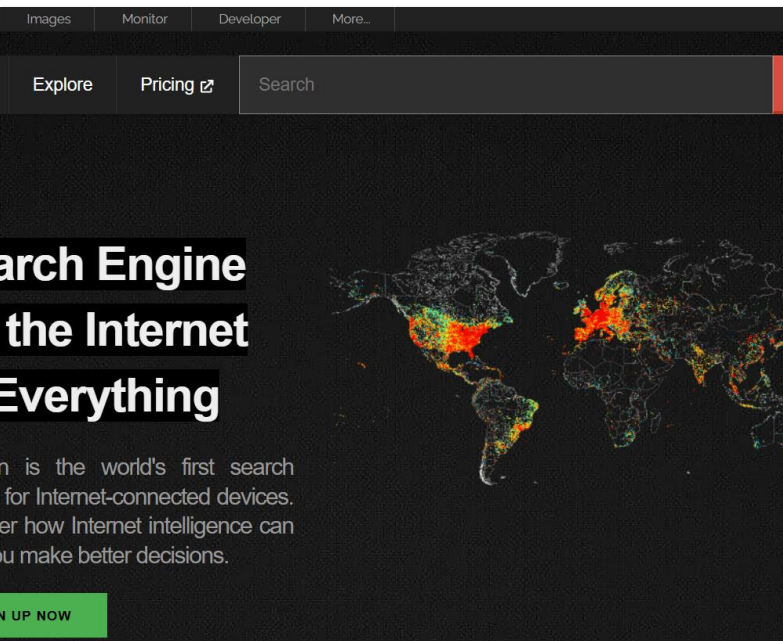 Images Monitor Developer More...
Explore Pricing Search
arch Engine
the Internet
Everything
n is the world's first search
for Internet-connected devices.
er how Internet intelligence can
ou make better decisions.
N UP NOW